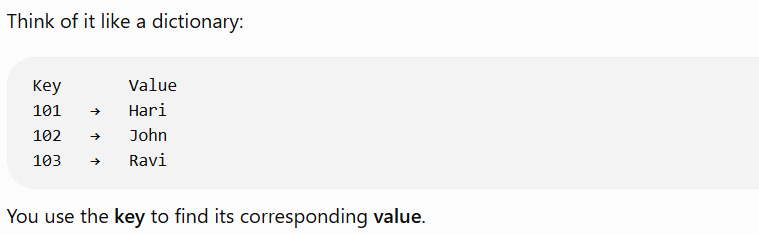 Think of it like a dictionary:
Key Value
101 → Hari
102 → John
103 → Ravi
You use the key to find its corresponding value.